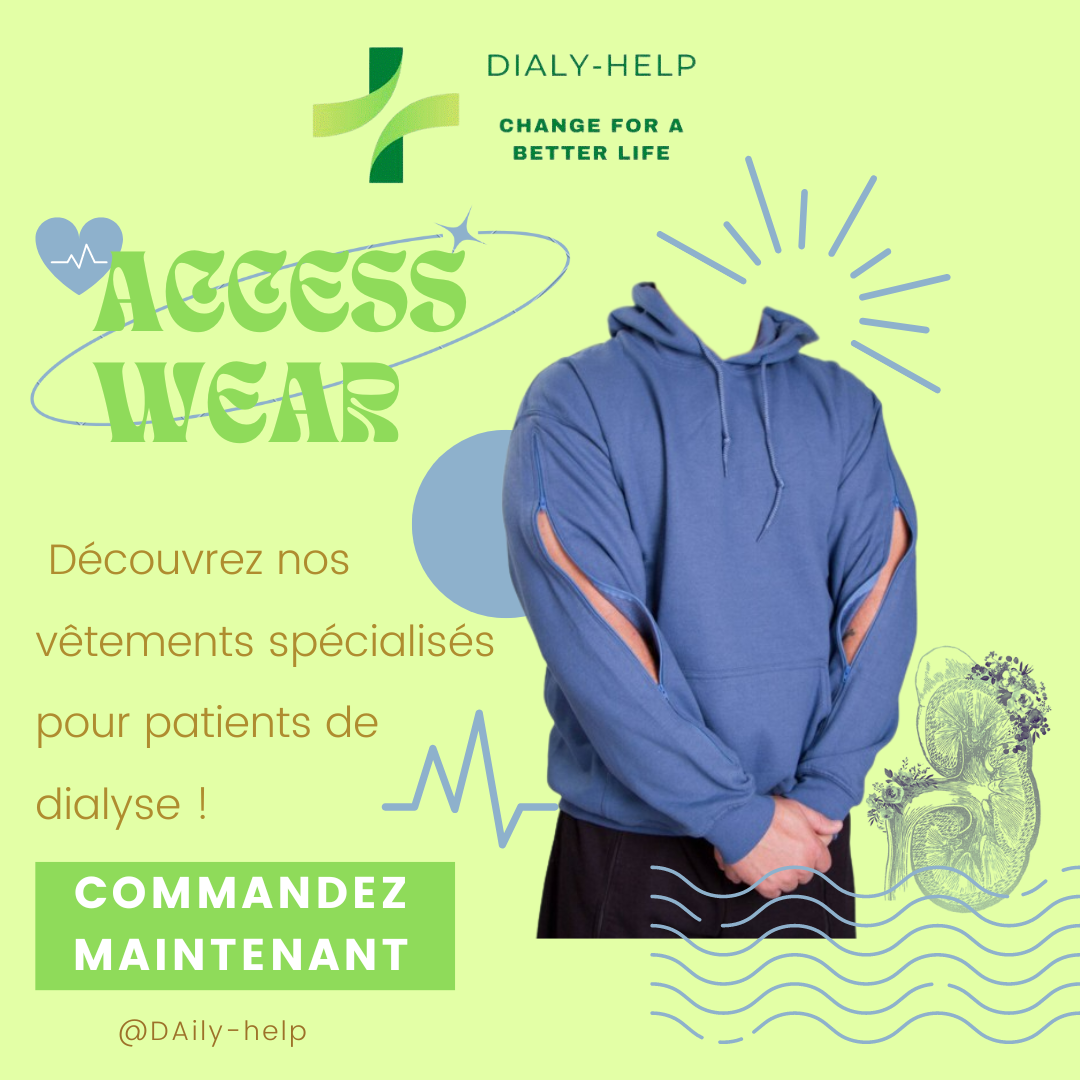 DIALY-HELP
CHANGE FOR A
BETTER LIFE
ACCESS
WEAR
Découvrez nos
vêtements spécialisés
pour patients de
dialyse !
COMMANDEZ
MAINTENANT
@DAily-help